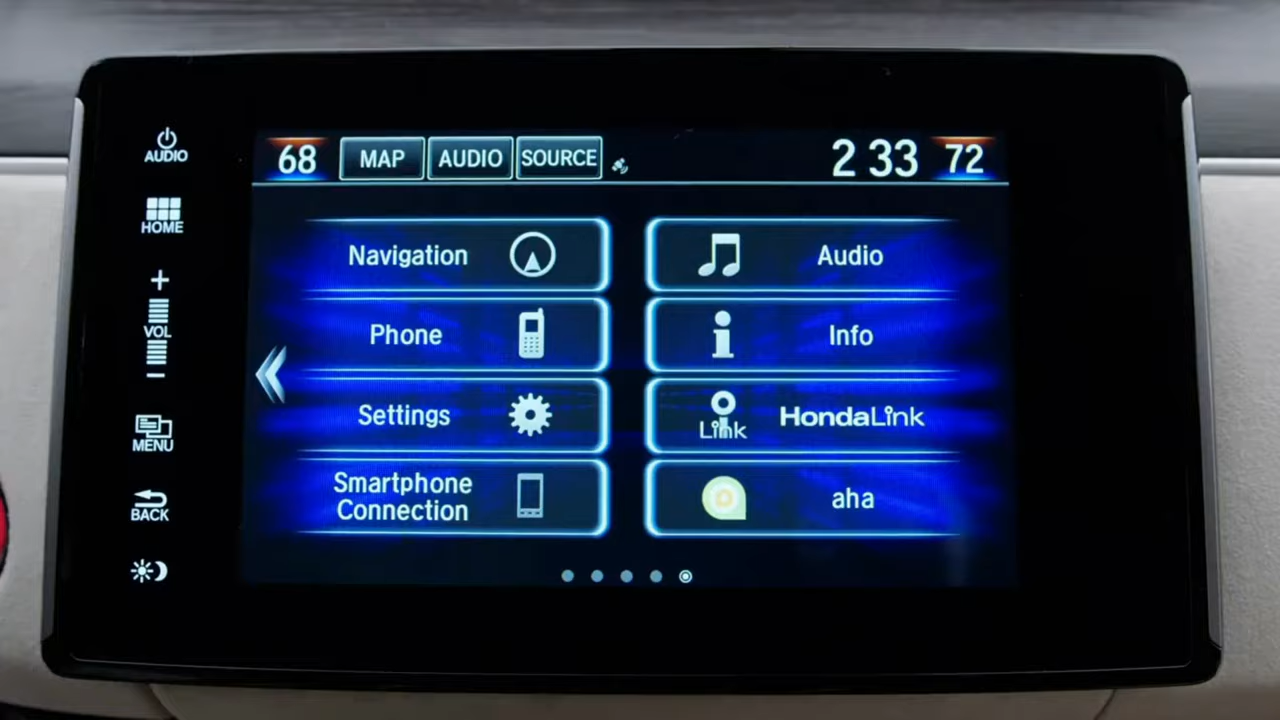 AUDIO
HOME
+
VOL
−
MENU
BACK
68 MAP AUDIO SOURCE 2 33 72
Navigation
Audio
Phone
Info
Settings
Link HondaLink
Smartphone
Connection
aha